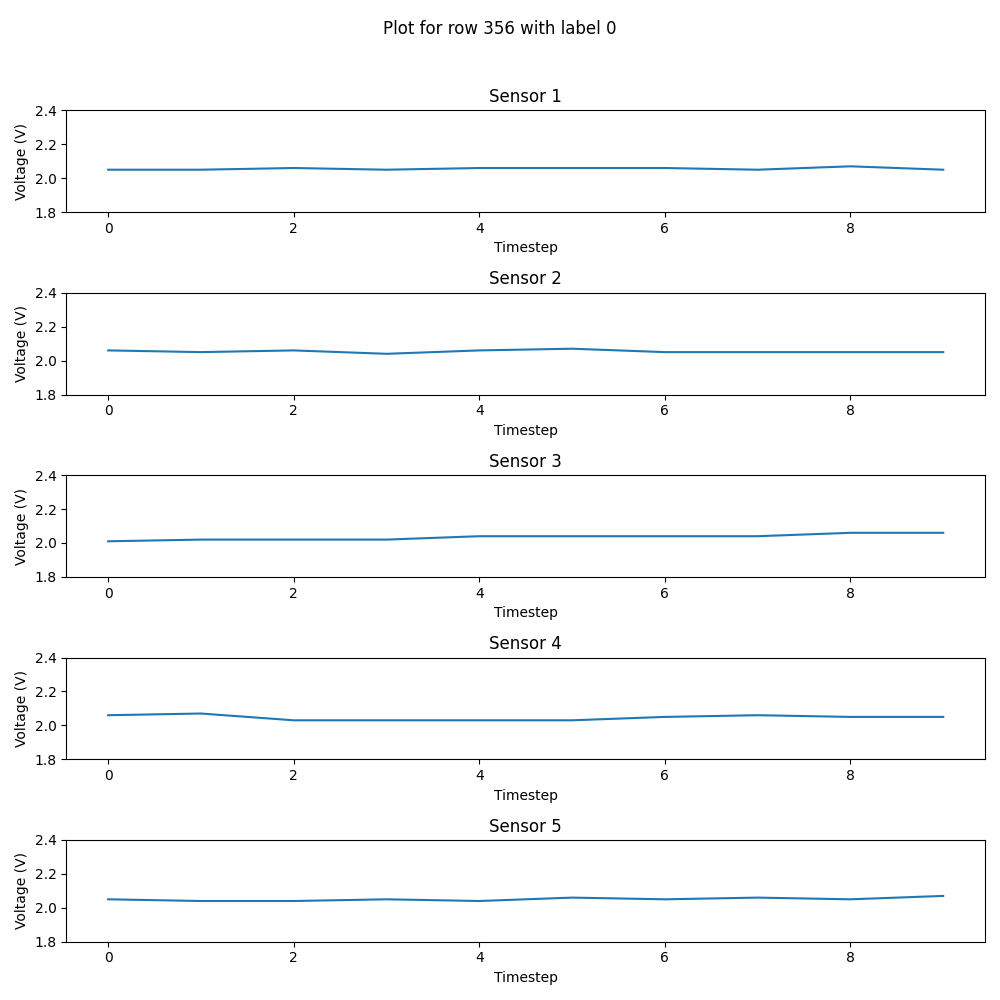 Plot for row 356 with label 0
Sensor 1
Voltage (V)
2.4
2.2
2.0
1.8
0 2 4 6 8
Timestep
Sensor 2
Voltage (V)
2.4
2.2
2.0
1.8
0 2 4 6 8
Timestep
Sensor 3
Voltage (V)
2.4
2.2
2.0
1.8
0 2 4 6 8
Timestep
Sensor 4
Voltage (V)
2.4
2.2
2.0
1.8
0 2 4 6 8
Timestep
Sensor 5
Voltage (V)
2.4
2.2
2.0
1.8
0 2 4 6 8
Timestep